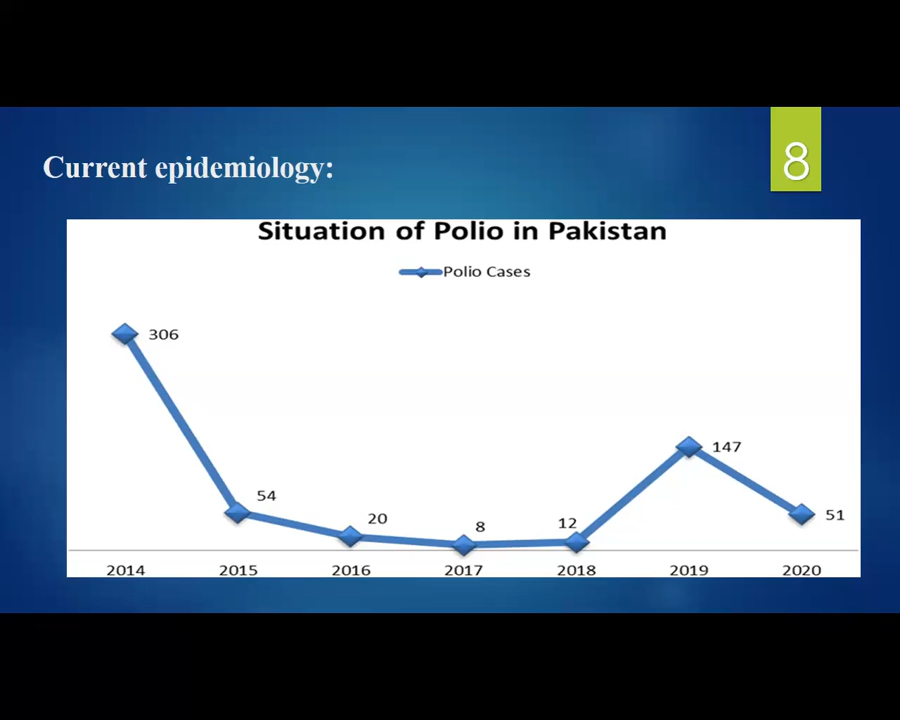 8
Current epidemiology:
Situation of Polio in Pakistan
Polio Cases
306
54
20
8
12
147
51
2014 2015 2016 2017 2018 2019 2020